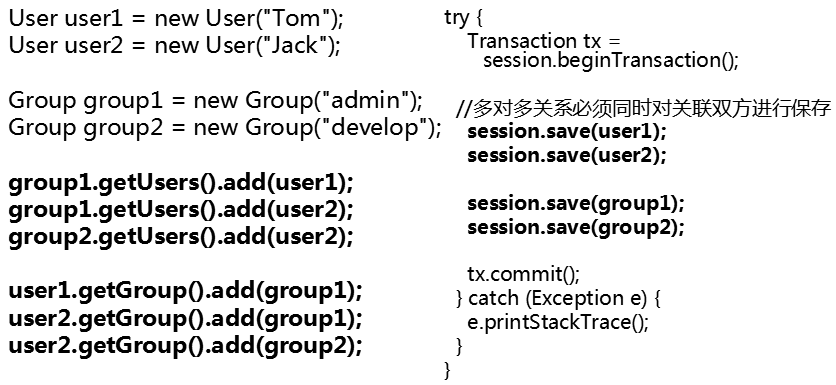 User user1 = new User("Tom");
User user2 = new User("Jack");
Group group1 = new Group("admin");
Group group2 = new Group("develop");
group1.getUsers().add(user1);
group1.getUsers().add(user2);
group2.getUsers().add(user2);
user1.getGroup().add(group1);
user2.getGroup().add(group1);
user2.getGroup().add(group2);
try {
Transaction tx =
session.beginTransaction();
//多对多关系必须同时对关联双方进行保存
session.save(user1);
session.save(user2);
session.save(group1);
session.save(group2);
tx.commit();
} catch (Exception e) {
e.printStackTrace();
}
}